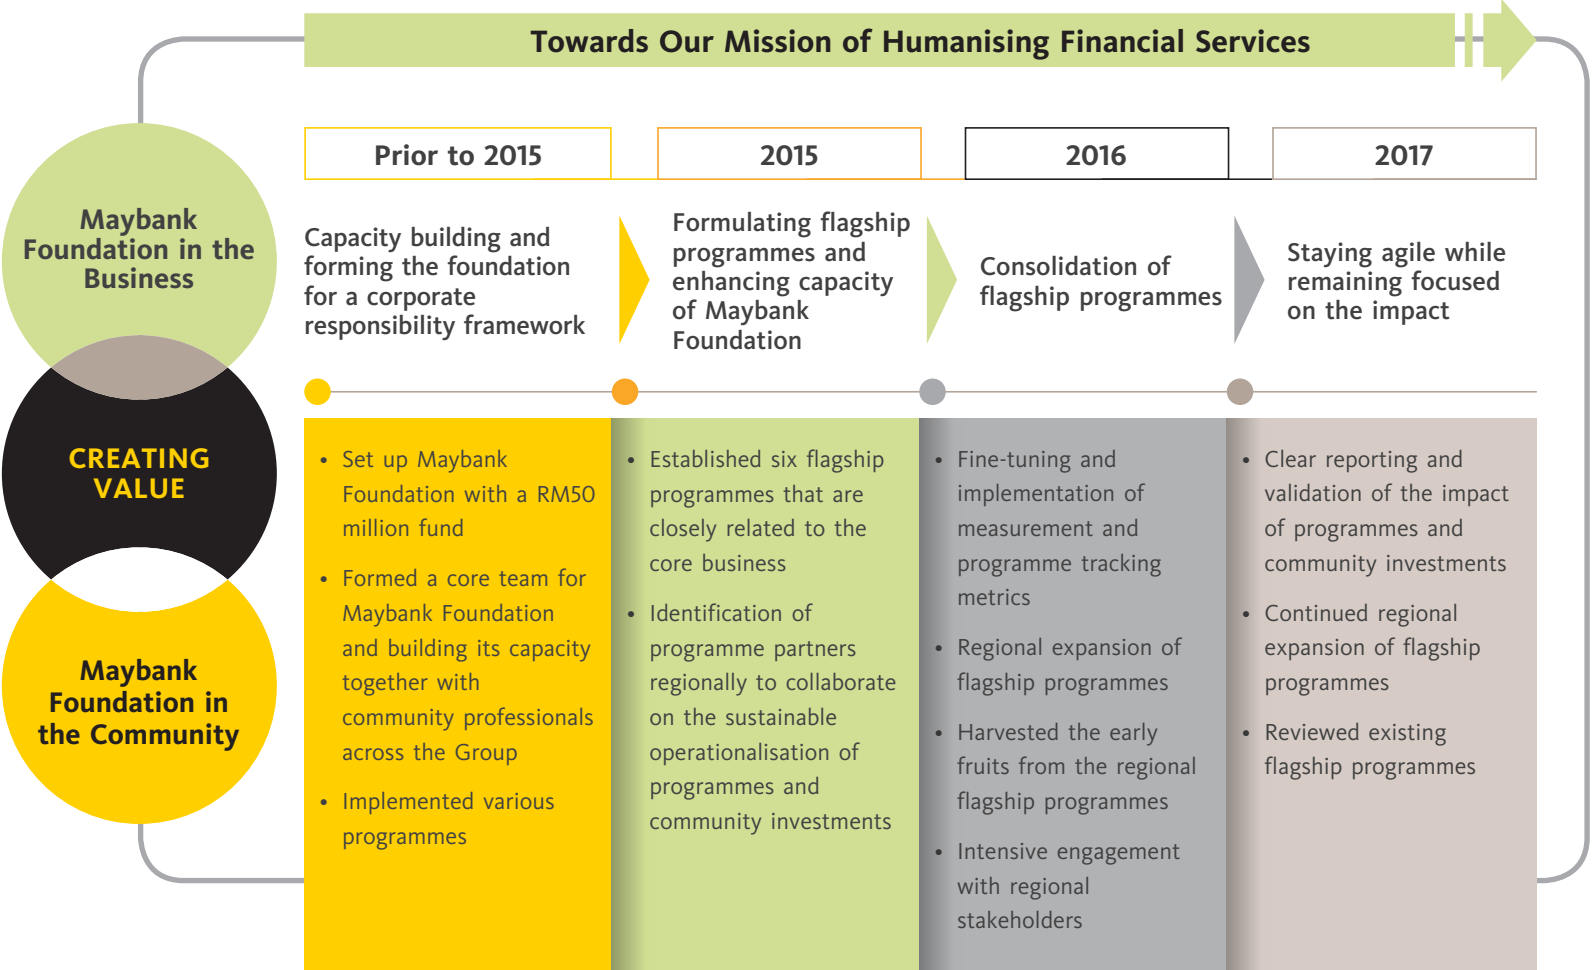 Towards Our Mission of Humanising Financial Services
Maybank
Foundation in the
Business
CREATING
VALUE
Maybank
Foundation in
the Community
Prior to 2015
Capacity building and
forming the foundation
for a corporate
responsibility framework
• Set up Maybank
Foundation with a RM50
million fund
• Formed a core team for
Maybank Foundation
and building its capacity
together with
community professionals
across the Group
• Implemented various
programmes
2015
Formulating flagship
programmes and
enhancing capacity
of Maybank
Foundation
• Established six flagship
programmes that are
closely related to the
core business
• Identification of
programme partners
regionally to collaborate
on the sustainable
operationalisation of
programmes and
community investments
2016
Consolidation of
flagship programmes
• Fine-tuning and
implementation of
measurement and
programme tracking
metrics
• Regional expansion of
flagship programmes
• Harvested the early
fruits from the regional
flagship programmes
• Intensive engagement
with regional
stakeholders
2017
Staying agile while
remaining focused
on the impact
• Clear reporting and
validation of the impact
of programmes and
community investments
• Continued regional
expansion of flagship
programmes
• Reviewed existing
flagship programmes